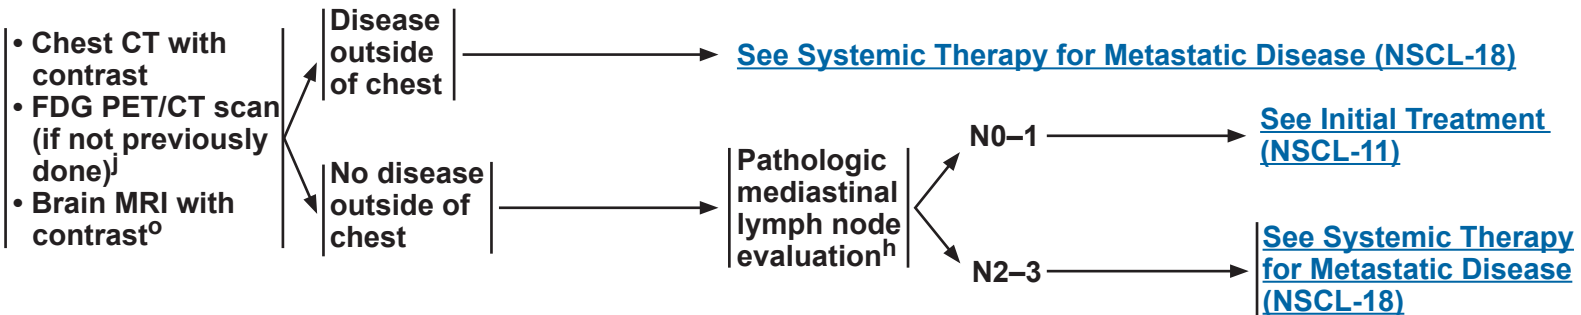 • Chest CT with
contrast
• FDG PET/CT scan
(if not previously
done)j
• Brain MRI with
contrasto
Disease
outside
of chest
See Systemic Therapy for Metastatic Disease (NSCL-18)
No disease
outside of
chest
Pathologic
mediastinal
lymph node
evaluationh
N0–1
See Initial Treatment
(NSCL-11)
N2–3
See Systemic Therapy
for Metastatic Disease
(NSCL-18)